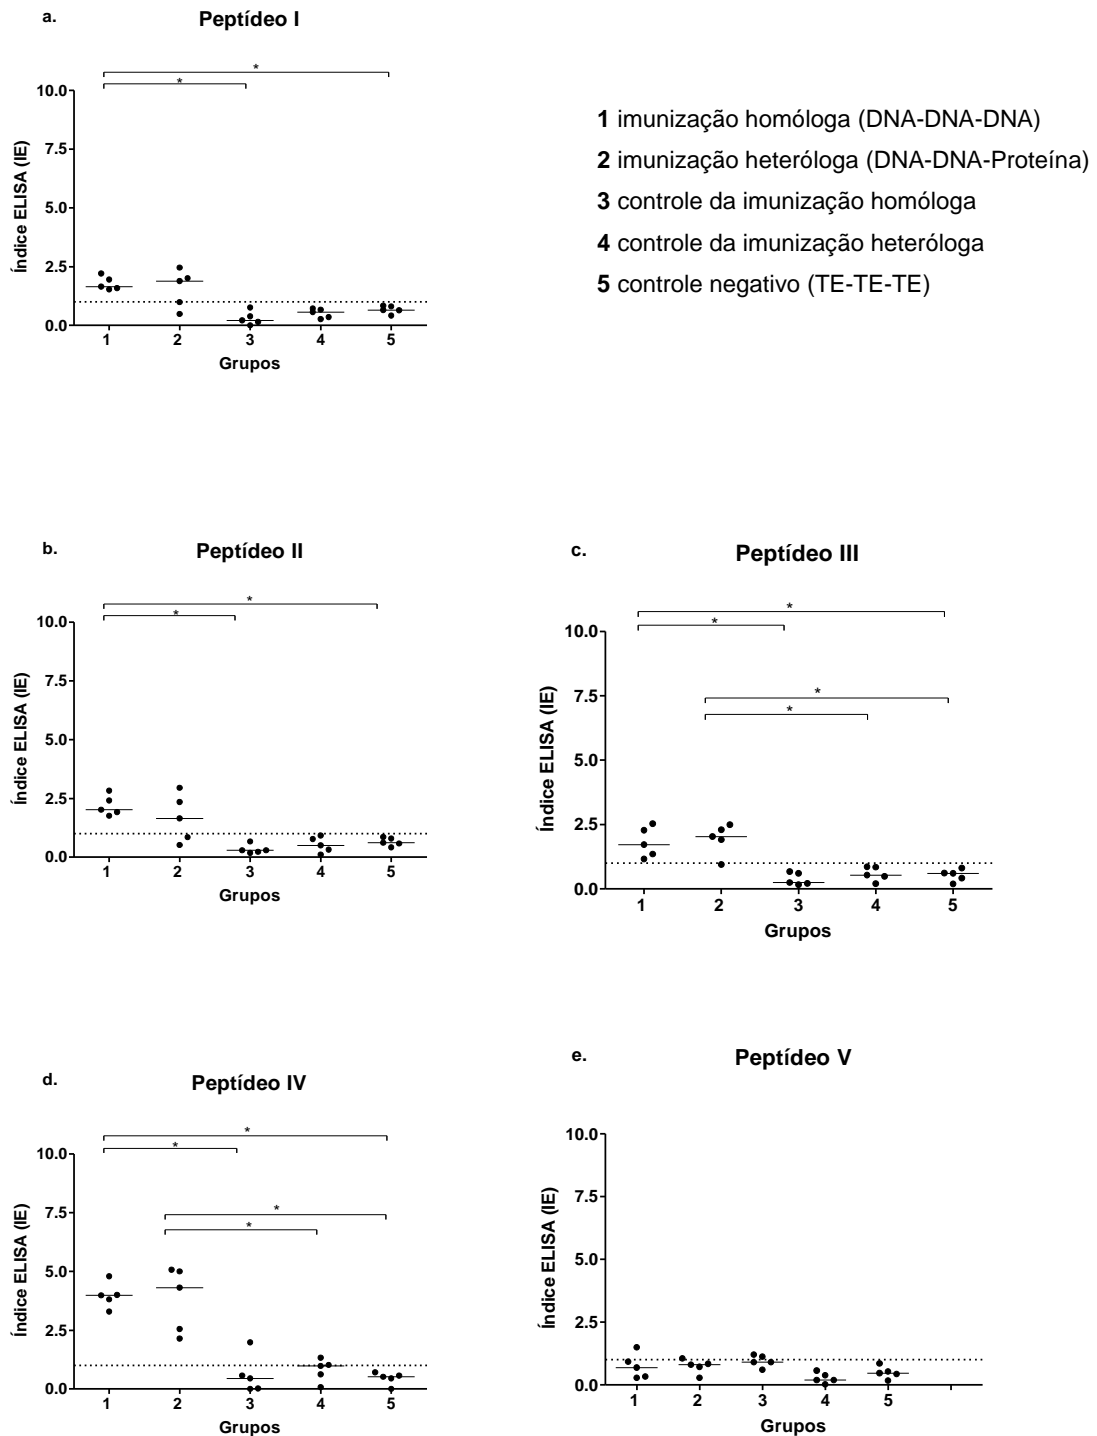 a.
Peptídeo I
*
*
10.0
7.5
5.0
2.5
0.0
Índice ELISA (IE)
1 2 3 4 5
Grupos
1 imunização homóloga (DNA-DNA-DNA)
2 imunização heteróloga (DNA-DNA-Proteína)
3 controle da imunização homóloga
4 controle da imunização heteróloga
5 controle negativo (TE-TE-TE)
b.
Peptídeo II
*
*
10.0
7.5
5.0
2.5
0.0
Índice ELISA (IE)
1 2 3 4 5
Grupos
c.
Peptídeo III
*
*
*
*
10.0
7.5
5.0
2.5
0.0
Índice ELISA (IE)
1 2 3 4 5
Grupos
d.
Peptídeo IV
*
*
*
*
10.0
7.5
5.0
2.5
0.0
Índice ELISA (IE)
1 2 3 4 5
Grupos
e.
Peptídeo V
10.0
7.5
5.0
2.5
0.0
Índice ELISA (IE)
1 2 3 4 5
Grupos